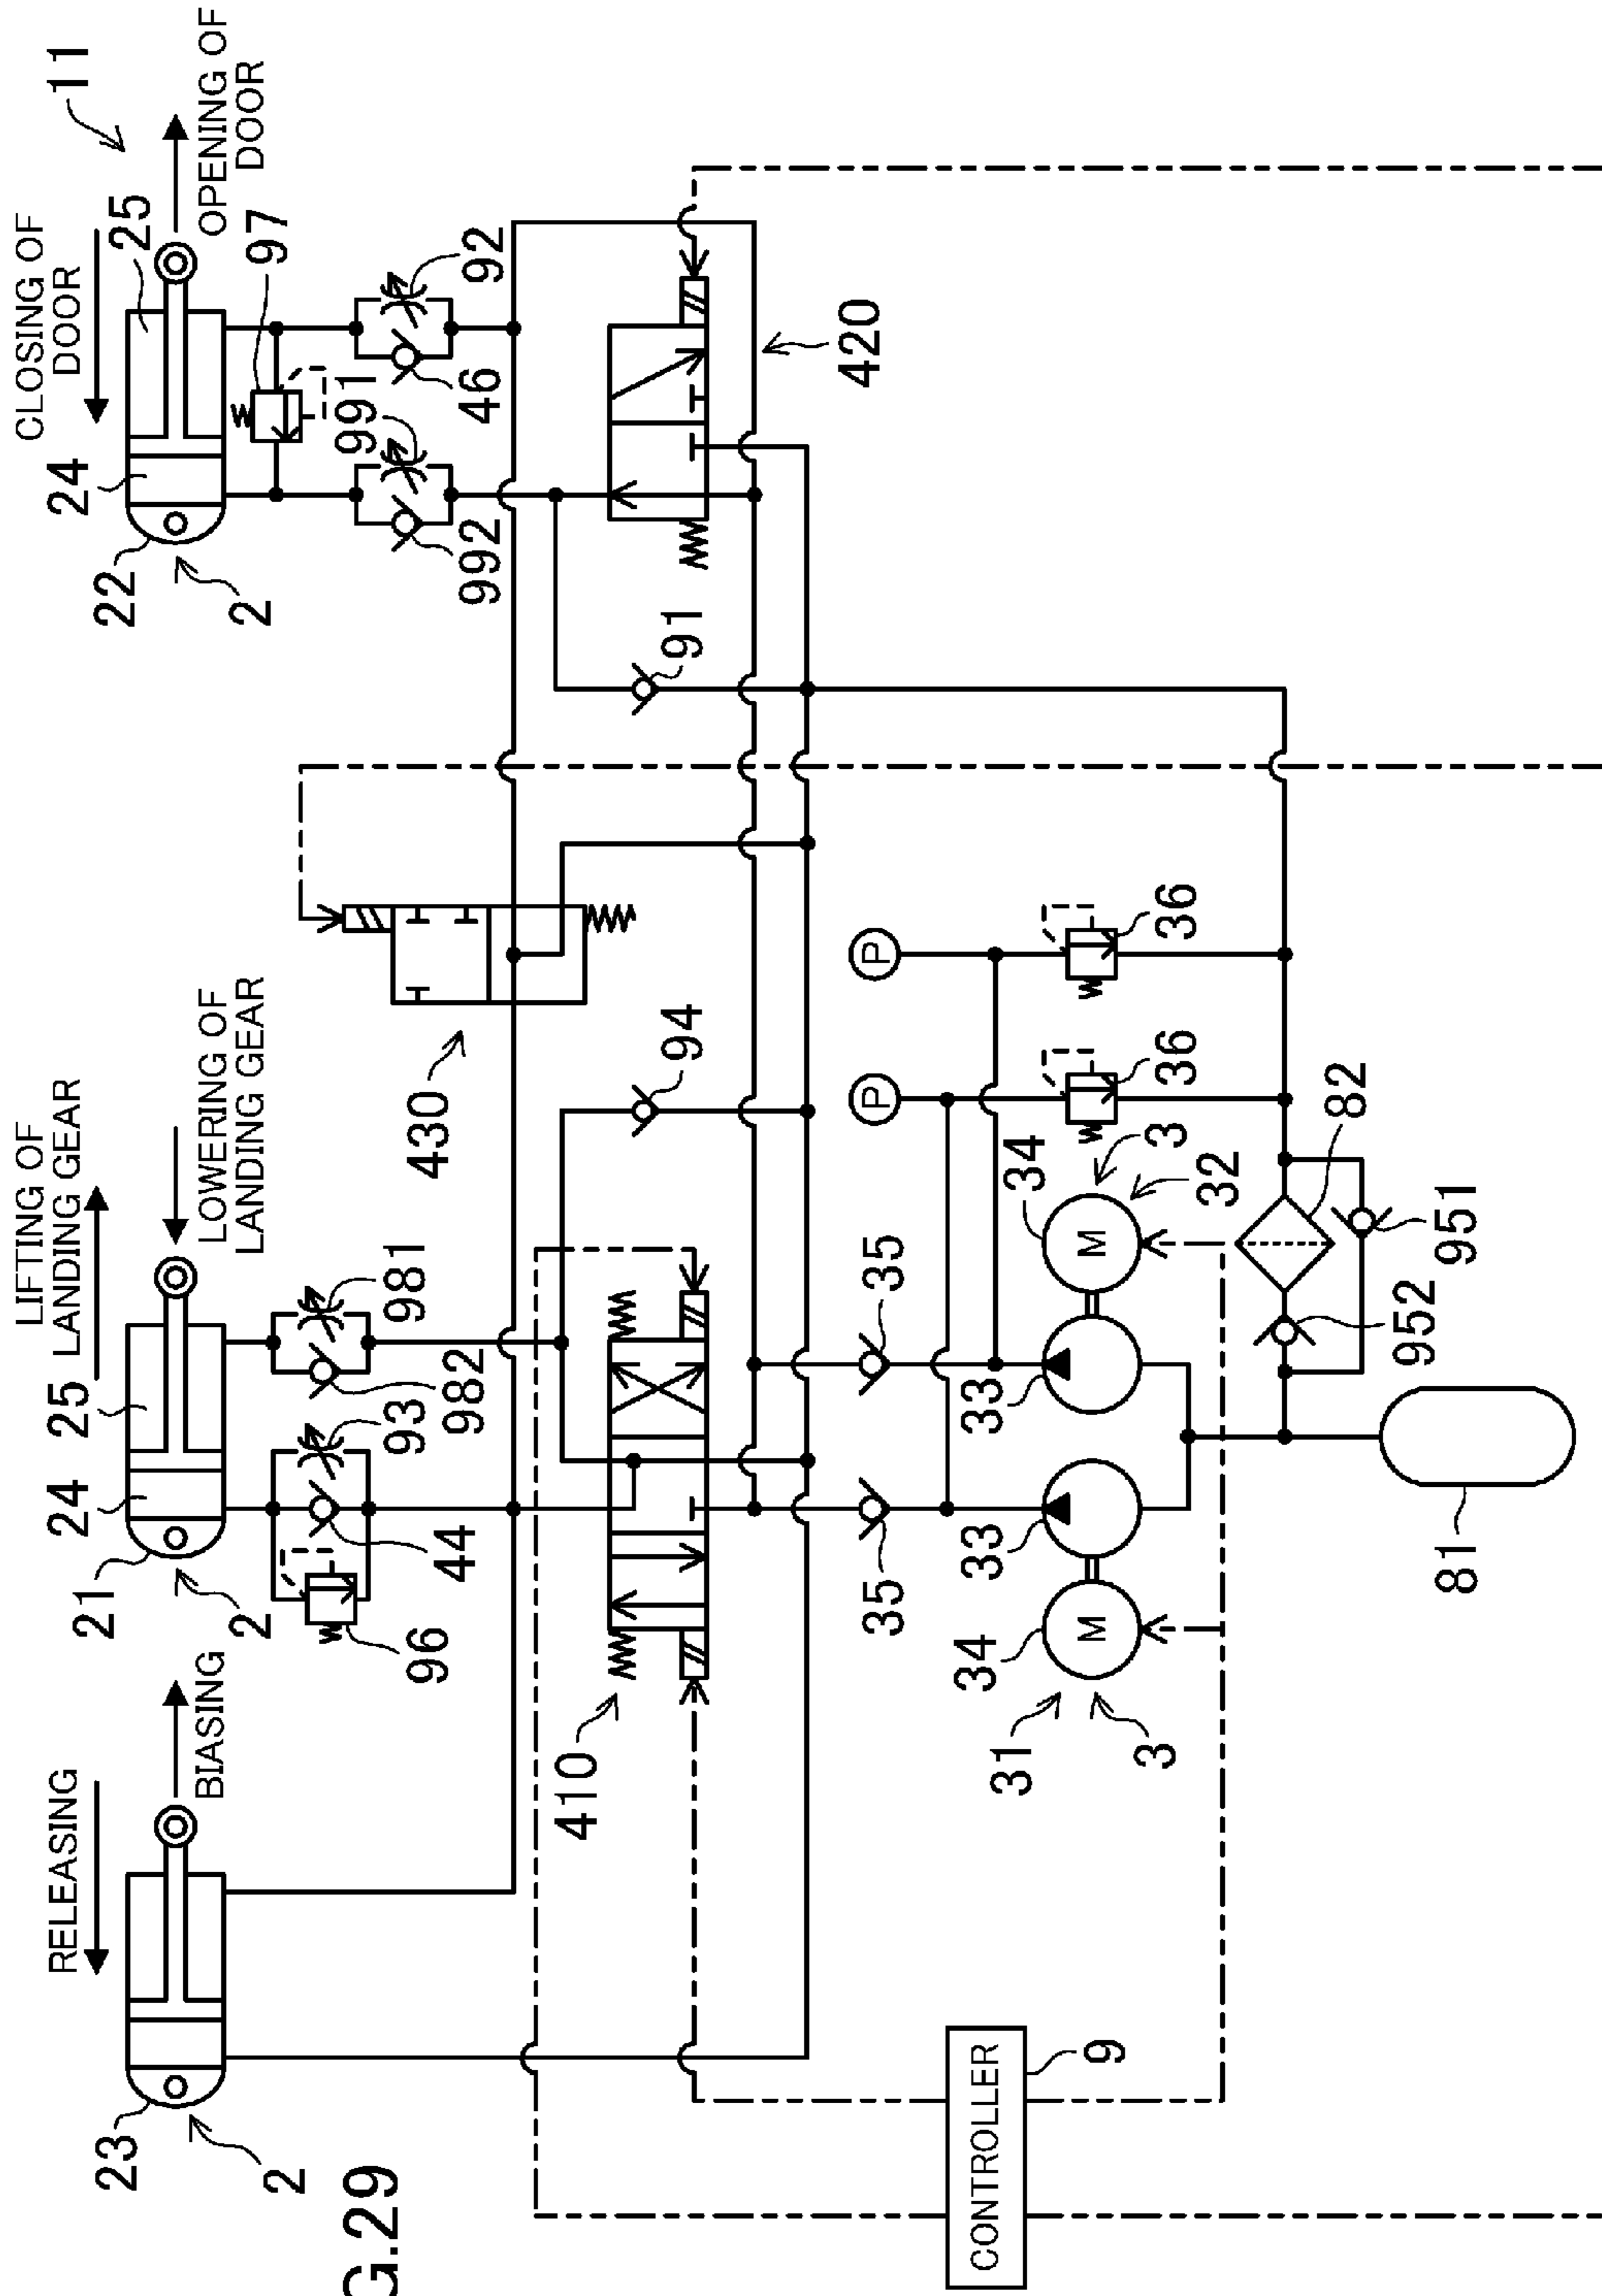 G.29
11
RELEASING
BIASING
LIFTING OF
LANDING GEAR
LOWERING OF
LANDING GEAR
CLOSING OF
DOOR
OPENING OF
DOOR
23
2
21
24
25
2
22
24
25
2
97
96
44
93
982
981
430
992
991
46
92
410
94
91
420
35
35
P
P
36
36
31
3
34
M
33
33
34
M
3
32
CONTROLLER
9
82
952
951
81